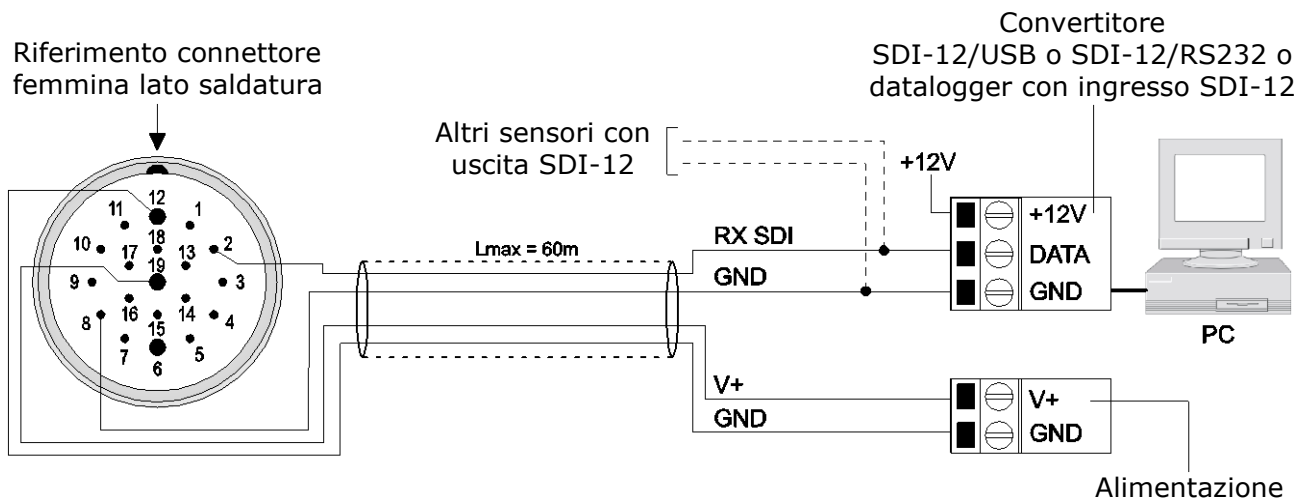 Riferimento connettore
femmina lato saldatura
Convertitore
SDI-12/USB o SDI-12/RS232 o
datalogger con ingresso SDI-12
Altri sensori con
uscita SDI-12
+12V
12
11
1
10
18
2
17
13
19
9
3
16
14
8
15
4
7
5
6
Lmax = 60m
RX SDI
GND
+12V
DATA
GND
PC
V+
GND
V+
GND
Alimentazione